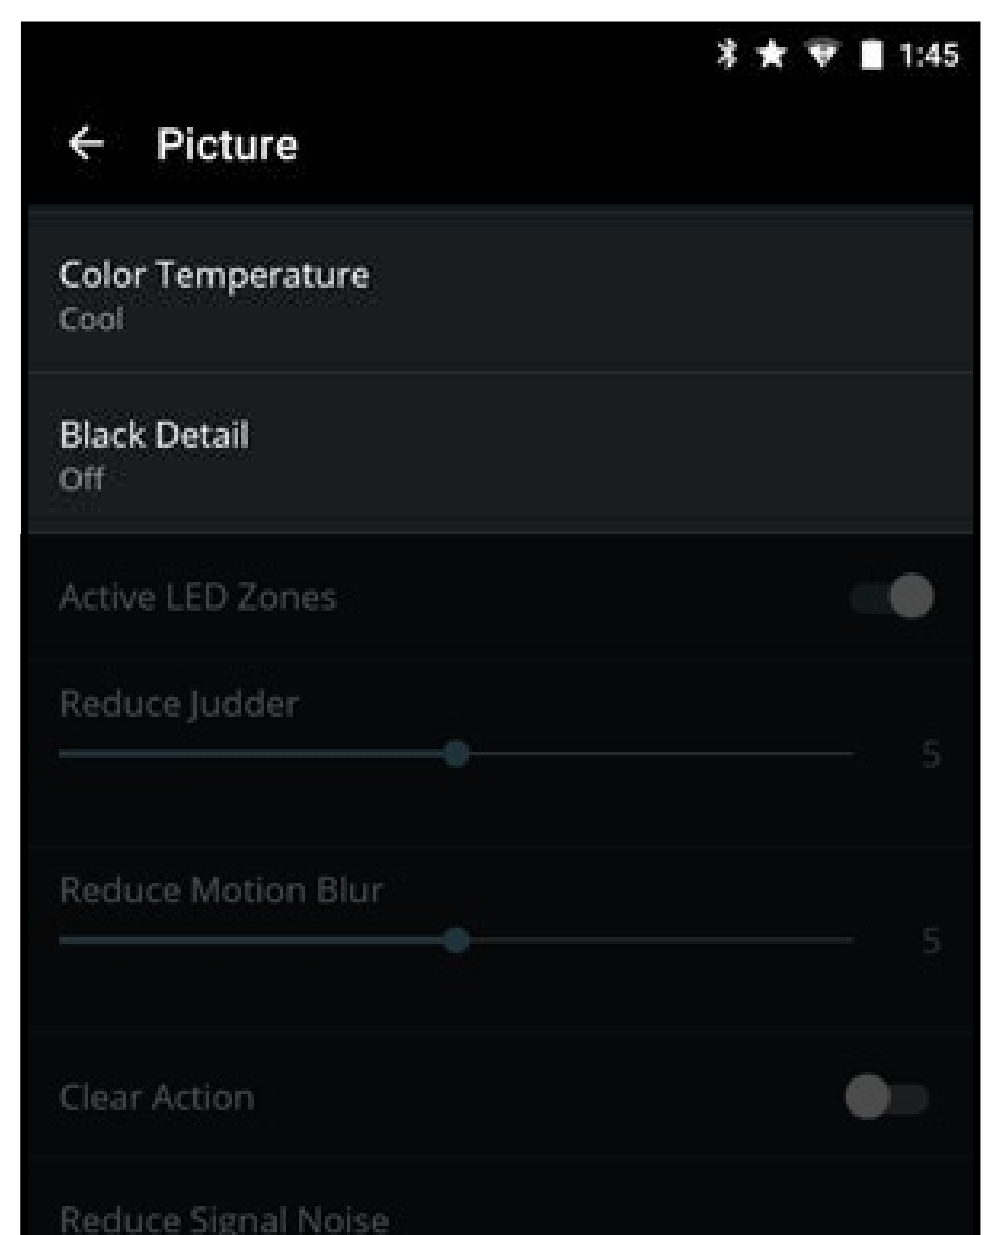 1:45
Picture
Color Temperature
Cool
Black Detail
Off
Active LED Zones
Reduce Judder
5
Reduce Motion Blur
5
Clear Action
Reduce Signal Noise